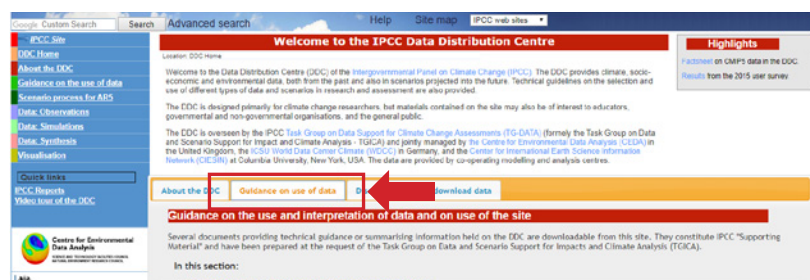 Google Custom Search
Search
Advanced search
Help
Site map
IPCC web sites
IPCC Site
DDC Home
About the DDC
Guidance on the use of data
Scenario process for AR5
Data: Observations
Data: Simulations
Data: Synthesis
Visualisation
Quick links
IPCC Reports
Video tour of the DDC
Centre for Environmental
Data Analysis
SCIENCE AND TECHNOLOGY FACILITIES COUNCIL
NATURAL ENVIRONMENT RESEARCH COUNCIL
Welcome to the IPCC Data Distribution Centre
Location: DDC Home
Welcome to the Data Distribution Centre (DDC) of the Intergovernmental Panel on Climate Change (IPCC). The DDC provides climate, socio-
economic and environmental data, both from the past and also in scenarios projected into the future. Technical guidelines on the selection and
use of different types of data and scenarios in research and assessment are also provided.
The DDC is designed primarily for climate change researchers, but materials contained on the site may also be of interest to educators,
governmental and non-governmental organisations, and the general public.
The DDC is overseen by the IPCC Task Group on Data Support for Climate Change Assessments (TG-DATA) (formely the Task Group on Data
and Scenario Support for Impact and Climate Analysis - TGICA) and jointly managed by the Centre for Environmental Data Analysis (CEDA) in
the United Kingdom, the ICSU World Data Center Climate (WDCC) in Germany, and the Center for International Earth Science Information
Network (CIESIN) at Columbia University, New York, USA. The data are provided by co-operating modelling and analysis centres.
Highlights
Factsheet on CMIP5 data in the DDC.
Results from the 2015 user survey.
About the DDC
Guidance on use of data
download data
Guidance on the use and interpretation of data and on use of the site
Several documents providing technical guidance or summarising information held on the DDC are downloadable from this site. They constitute IPCC "Supporting
Material" and have been prepared at the request of the Task Group on Data and Scenario Support for Impacts and Climate Analysis
(TGICA).
In this section: